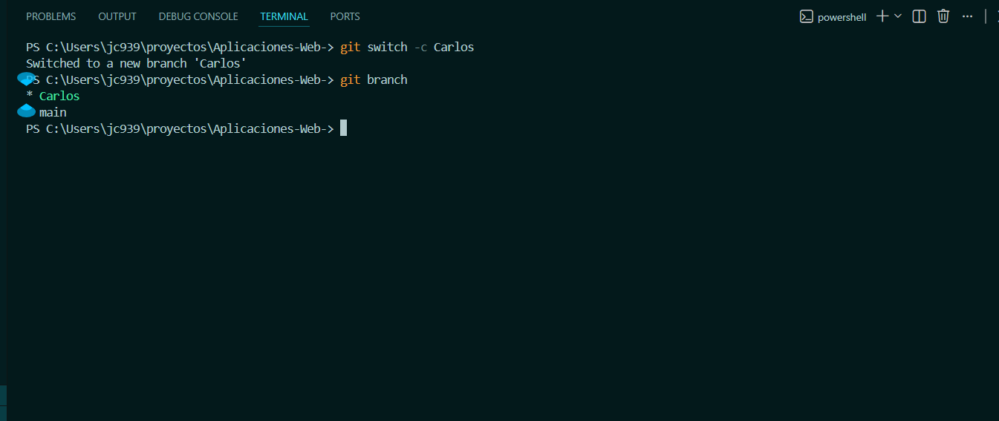 PROBLEMS OUTPUT DEBUG CONSOLE TERMINAL PORTS powershell
PS C:\Users\jc939\proyectos\Aplicaciones-Web-> git switch -c Carlos
Switched to a new branch 'Carlos'
PS C:\Users\jc939\proyectos\Aplicaciones-Web-> git branch
* Carlos
main
PS C:\Users\jc939\proyectos\Aplicaciones-Web->